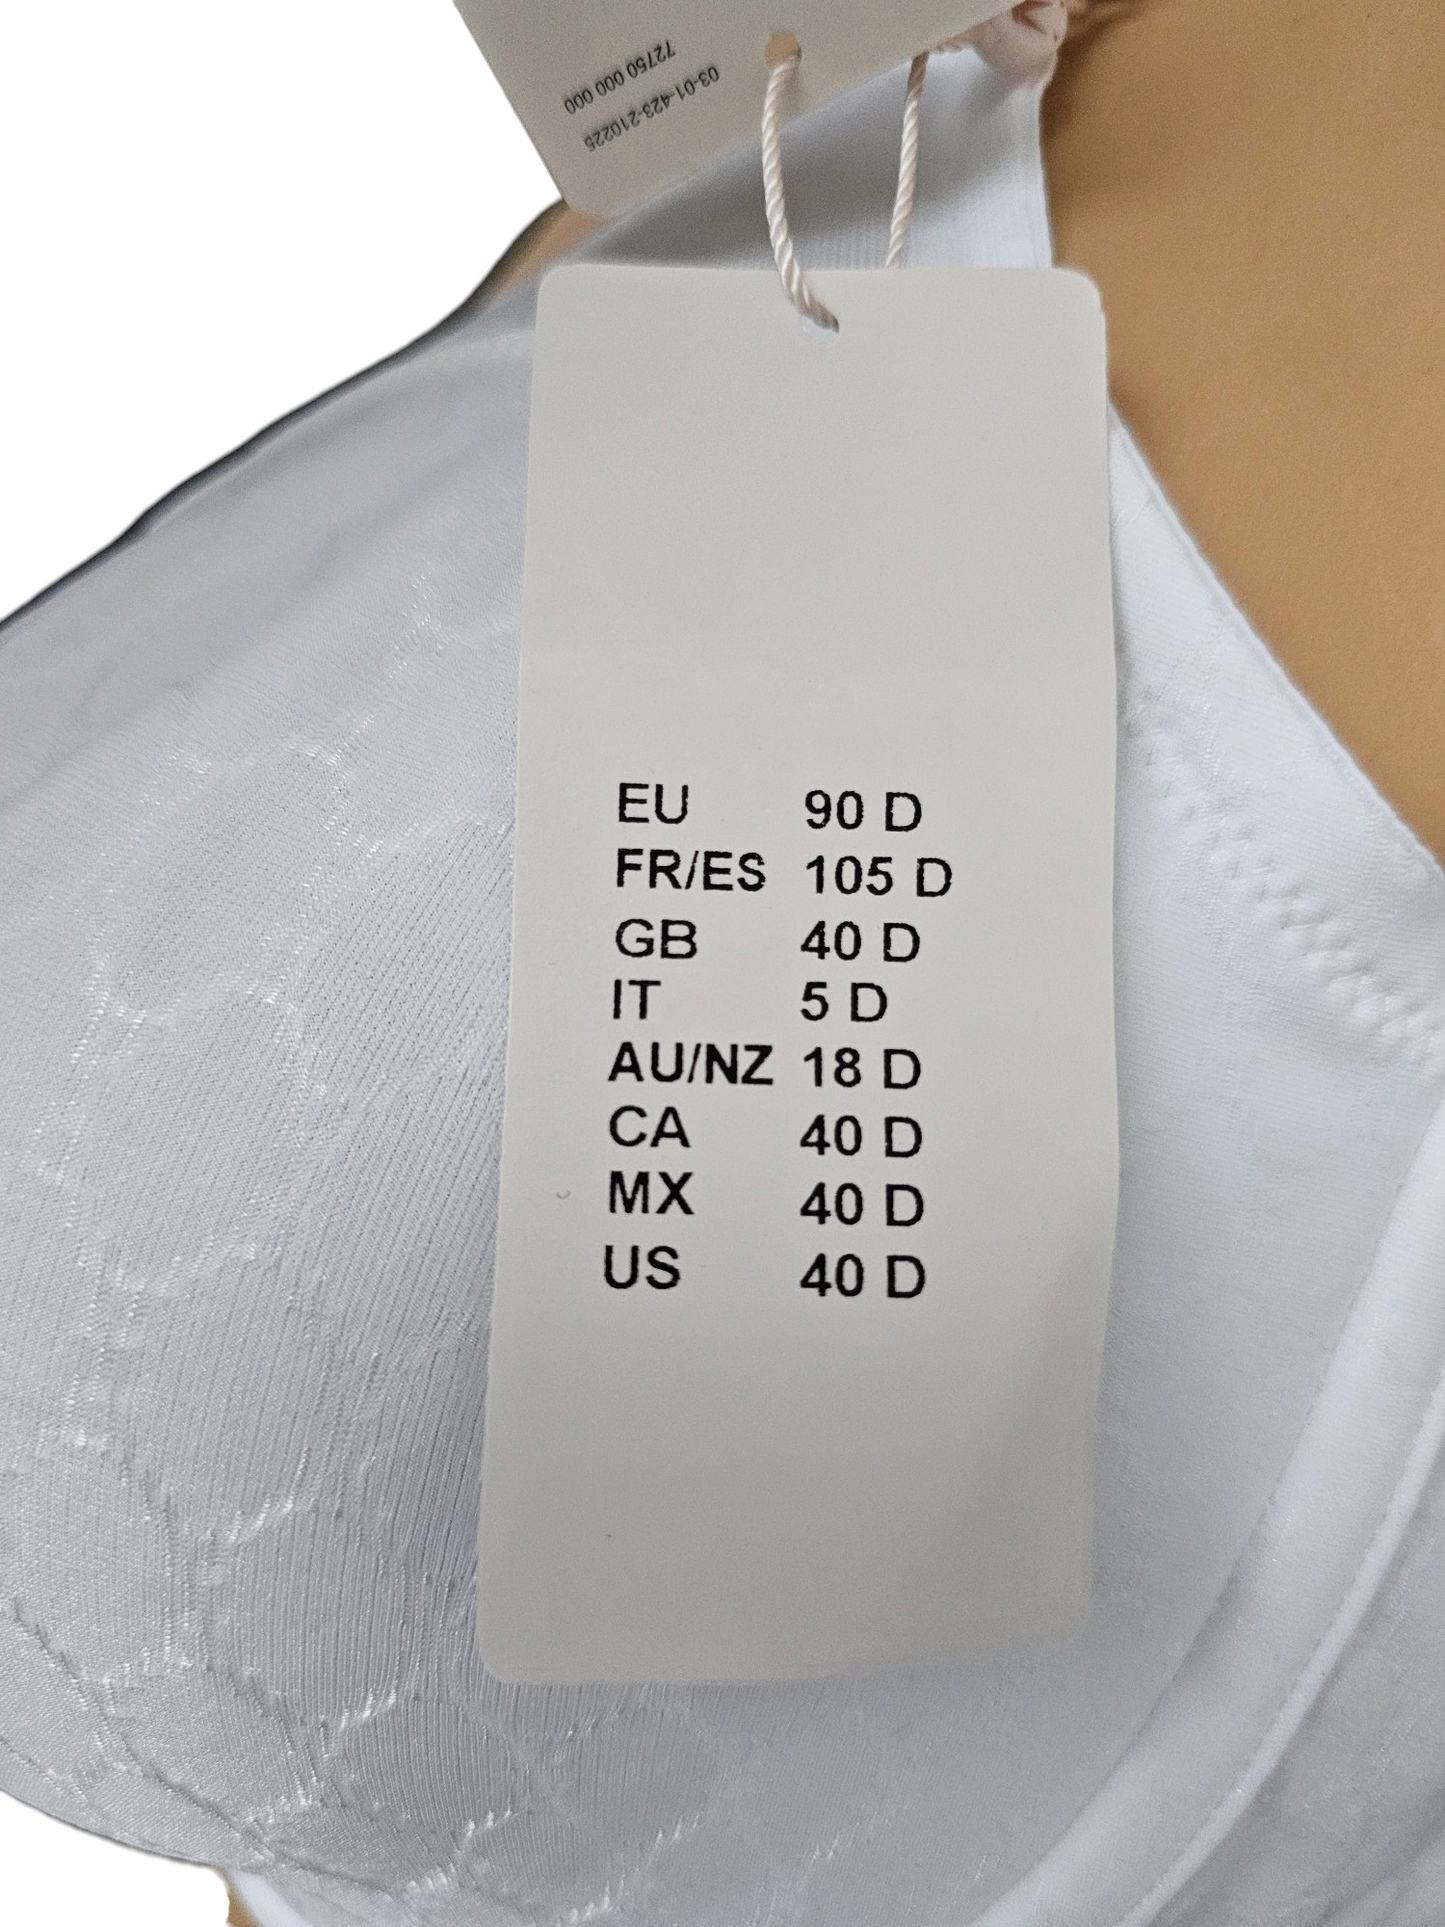 72750 000 000
03-01-423-210225
EU 90 D
FR/ES 105 D
GB 40 D
IT 5 D
AU/NZ 18 D
CA 40 D
MX 40 D
US 40 D